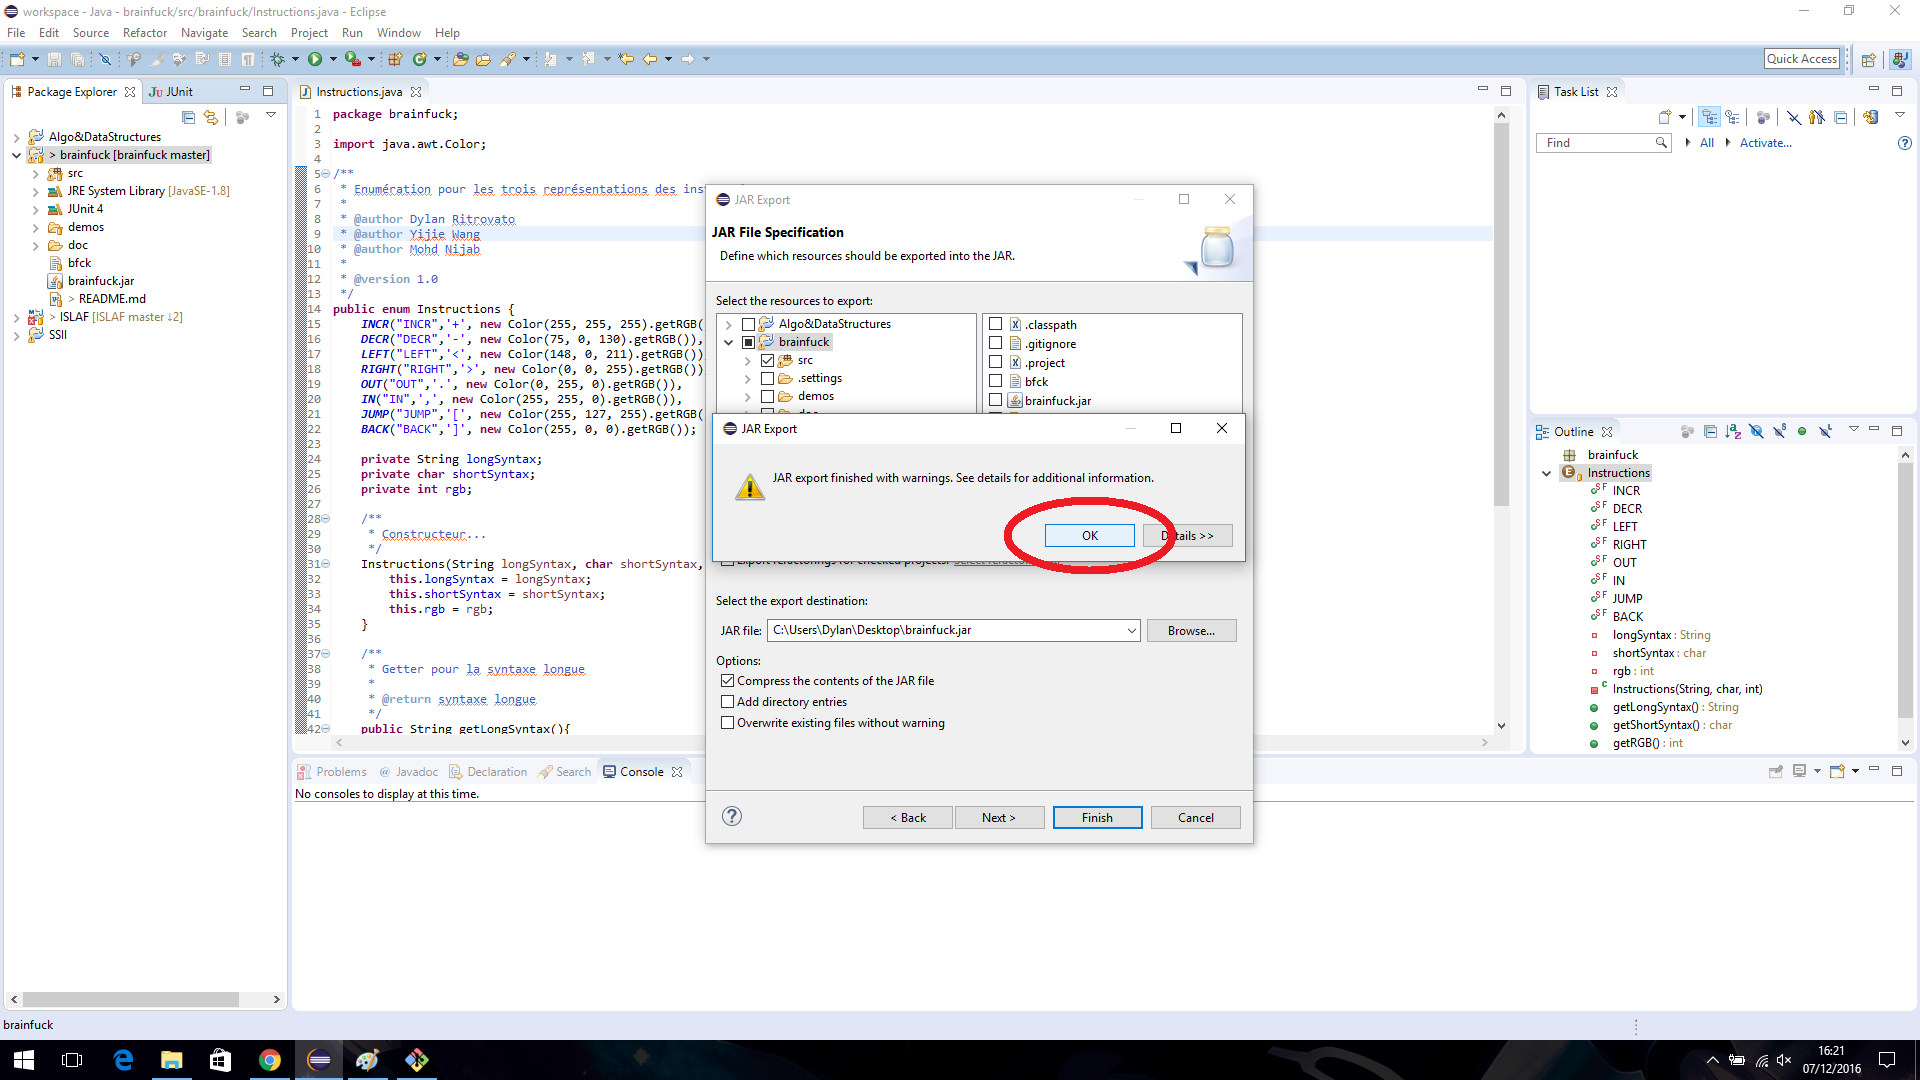 workspace - Java - brainfuck/src/brainfuck/Instructions.java - Eclipse
File Edit Source Refactor Navigate Search Project Run Window Help
Quick Access
Package Explorer
JUnit
Algo&DataStructures
> brainfuck [brainfuck master]
src
JRE System Library [JavaSE-1.8]
JUnit 4
demos
doc
bfck
brainfuck.jar
> README.md
> ISLAF [ISLAF master ↓2]
SSII
Instructions.java
1 package brainfuck;
2
3 import java.awt.Color;
4
5 /**
6 * Enumération pour les trois représentations des ins
7 *
8 * @author Dylan Ritrovato
9 * @author Yijie Wang
10 * @author Mohd Nijab
11 *
12 * @version 1.0
13 */
14 public enum Instructions {
15 INCR("INCR",'+', new Color(255, 255, 255).getRGB(
16 DECR("DECR",'-', new Color(75, 0, 130).getRGB()),
17 LEFT("LEFT",'<', new Color(148, 0, 211).getRGB())
18 RIGHT("RIGHT",'>', new Color(0, 0, 255).getRGB())
19 OUT("OUT",'.', new Color(0, 255, 0).getRGB()),
20 IN("IN",',', new Color(255, 255, 0).getRGB()),
21 JUMP("JUMP",'[', new Color(255, 127, 255).getRGB(
22 BACK("BACK",']', new Color(255, 0, 0).getRGB());
23
24 private String longSyntax;
25 private char shortSyntax;
26 private int rgb;
27
28 /**
29 * Constructeur...
30 */
31 Instructions(String longSyntax, char shortSyntax,
32 this.longSyntax = longSyntax;
33 this.shortSyntax = shortSyntax;
34 this.rgb = rgb;
35 }
36
37 /**
38 * Getter pour la syntaxe longue
39 *
40 * @return syntaxe longue
41 */
42 public String getLongSyntax(){
JAR Export
JAR File Specification
Define which resources should be exported into the JAR.
Select the resources to export:
Algo&DataStructures
brainfuck
src
.settings
demos
.classpath
.gitignore
.project
bfck
brainfuck.jar
JAR Export
JAR export finished with warnings. See details for additional information.
OK
Details >>
Export refactorings for checked projects.
Select the export destination:
JAR file: C:\Users\Dylan\Desktop\brainfuck.jar
Browse...
Options:
Compress the contents of the JAR file
Add directory entries
Overwrite existing files without warning
< Back
Next >
Finish
Cancel
Task List
Find
All
Activate...
Outline
brainfuck
Instructions
INCR
DECR
LEFT
RIGHT
OUT
IN
JUMP
BACK
longSyntax : String
shortSyntax : char
rgb : int
Instructions(String, char, int)
getLongSyntax() : String
getShortSyntax() : char
getRGB() : int
Problems
Javadoc
Declaration
Search
Console
No consoles to display at this time.
brainfuck
16:21
07/12/2016